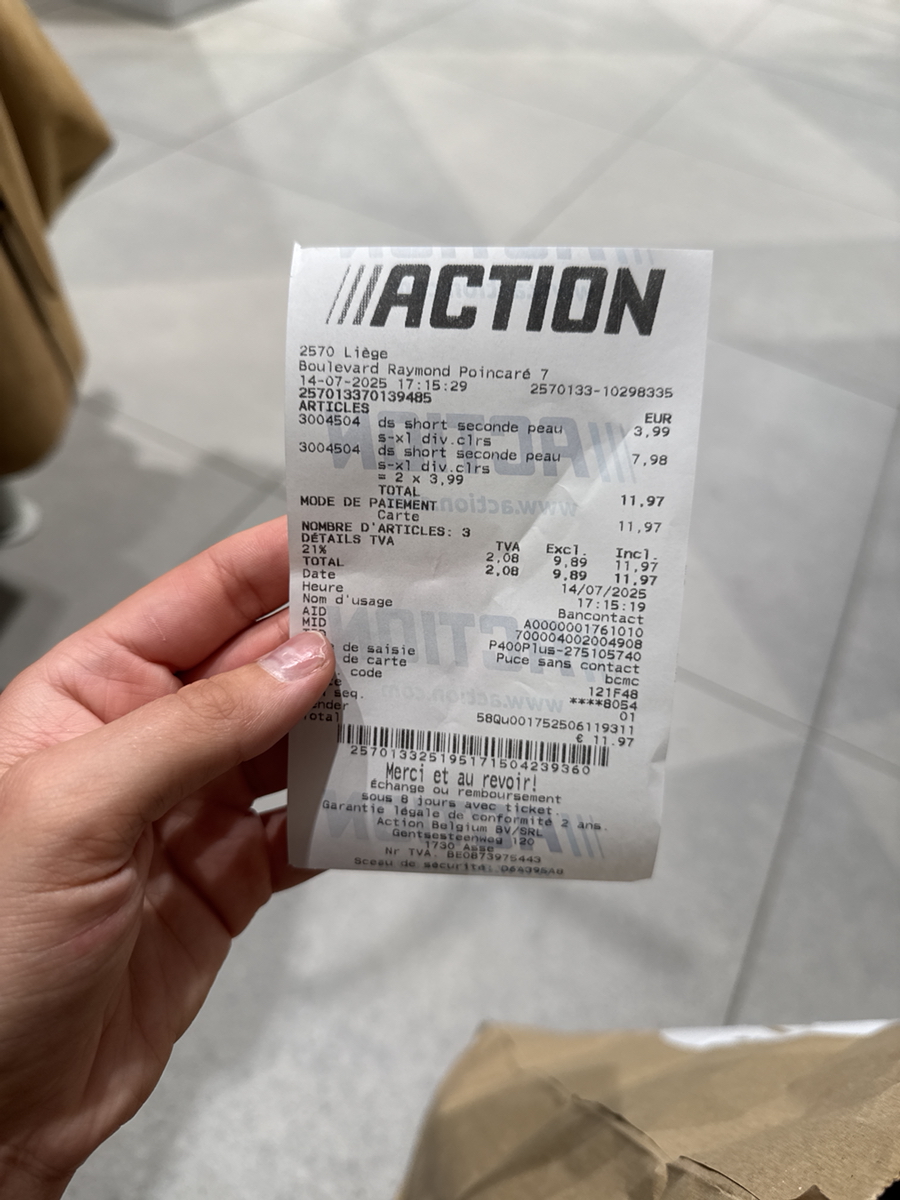 ACTION
2570 Liège
Boulevard Raymond Poincaré 7
14-07-2025 17:15:29 2570133-10298335
257013370139485
ARTICLES EUR
3004504 ds short seconde peau 3,99
s-xl div.clrs
3004504 ds short seconde peau 7,98
s-xl div.clrs
= 2 x 3,99
TOTAL 11,97
MODE DE PAIEMENT
Carte 11,97
NOMBRE D'ARTICLES: 3
DÉTAILS TVA TVA Excl. Incl.
21% 2,08 9,89 11,97
TOTAL 2,08 9,89 11,97
Date 14/07/2025
Heure 17:15:19
Nom d'usage Bancontact
AID A0000001761010
MID 700004002004908
P400Plus-275105740
de saisie Puce sans contact
de carte bcmc
code 121F48
****8054
seq. 01
58Qu001752506119311
€ 11.97
257013325195171504239360
Merci et au revoir!
Échange ou remboursement
sous 8 jours avec ticket.
Garantie légale de conformité 2 ans.
Action Belgium BV/SRL
Gentsesteenweg 120
1730 Asse
Nr TVA. BE0873975443
Sceau de sécurité: